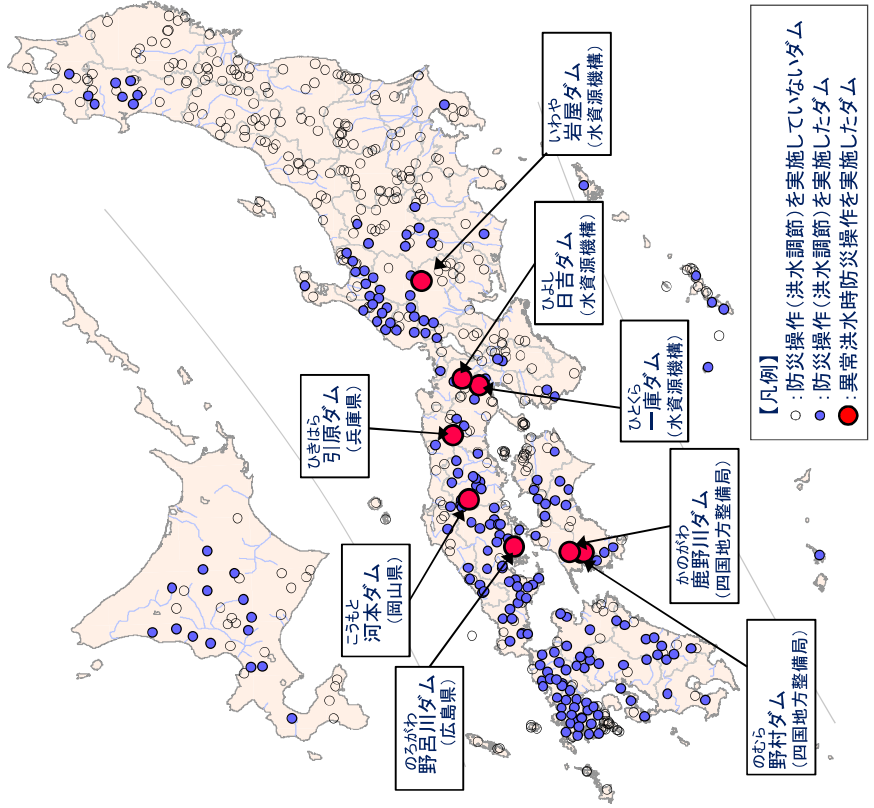 いわや
岩屋ダム
(水資源機構)
ひよし
日吉ダム
(水資源機構)
ひとくら
一庫ダム
(水資源機構)
ひきはら
引原ダム
(兵庫県)
こうもと
河本ダム
(岡山県)
のろがわ
野呂川ダム
(広島県)
かのがわ
鹿野川ダム
(四国地方整備局)
のむら
野村ダム
(四国地方整備局)
【凡例】
○:防災操作(洪水調節)を実施していないダム
●:防災操作(洪水調節)を実施したダム
●:異常洪水時防災操作を実施したダム